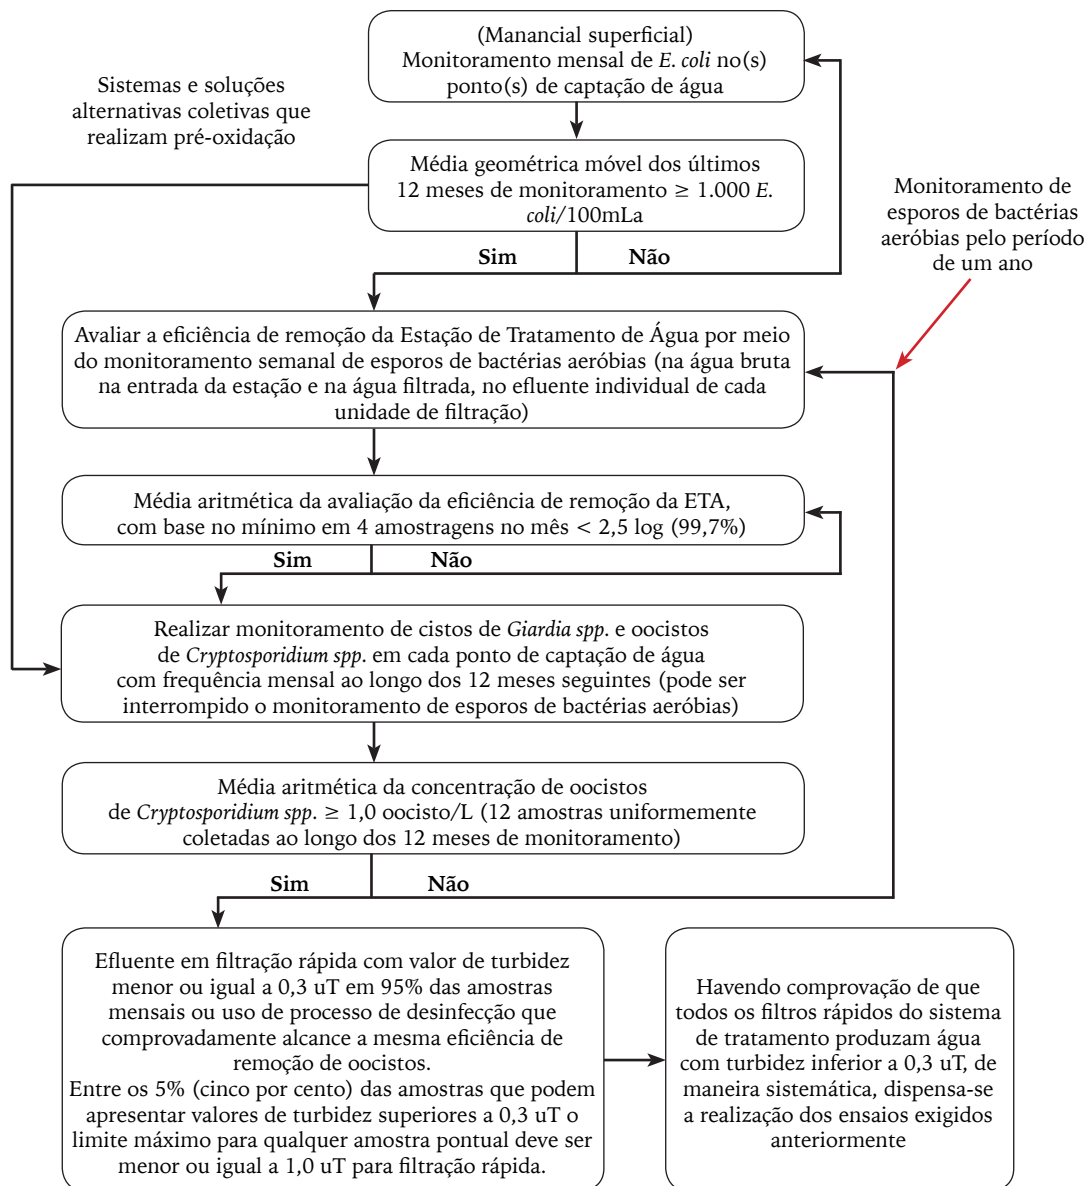 (Manancial superficial)
Monitoramento mensal de E. coli no(s)
ponto(s) de captação de água
Sistemas e soluções
alternativas coletivas que
realizam pré-oxidação
Média geométrica móvel dos últimos
12 meses de monitoramento ≥ 1.000 E.
coli/100mLa
Monitoramento de
esporos de bactérias
aeróbias pelo período
de um ano
Sim Não
Avaliar a eficiência de remoção da Estação de Tratamento de Água por meio
do monitoramento semanal de esporos de bactérias aeróbias (na água bruta
na entrada da estação e na água filtrada, no efluente individual de cada
unidade de filtração)
Média aritmética da avaliação da eficiência de remoção da ETA,
com base no mínimo em 4 amostragens no mês < 2,5 log (99,7%)
Sim Não
Realizar monitoramento de cistos de Giardia spp. e oocistos
de Cryptosporidium spp. em cada ponto de captação de água
com frequência mensal ao longo dos 12 meses seguintes (pode ser
interrompido o monitoramento de esporos de bactérias aeróbias)
Média aritmética da concentração de oocistos
de Cryptosporidium spp. ≥ 1,0 oocisto/L (12 amostras uniformemente
coletadas ao longo dos 12 meses de monitoramento)
Sim Não
Efluente em filtração rápida com valor de turbidez
menor ou igual a 0,3 uT em 95% das amostras
mensais ou uso de processo de desinfecção que
comprovadamente alcance a mesma eficiência de
remoção de oocistos.
Entre os 5% (cinco por cento) das amostras que podem
apresentar valores de turbidez superiores a 0,3 uT o
limite máximo para qualquer amostra pontual deve ser
menor ou igual a 1,0 uT para filtração rápida.
Havendo comprovação de que
todos os filtros rápidos do sistema
de tratamento produzam água
com turbidez inferior a 0,3 uT, de
maneira sistemática, dispensa-se
a realização dos ensaios exigidos
anteriormente